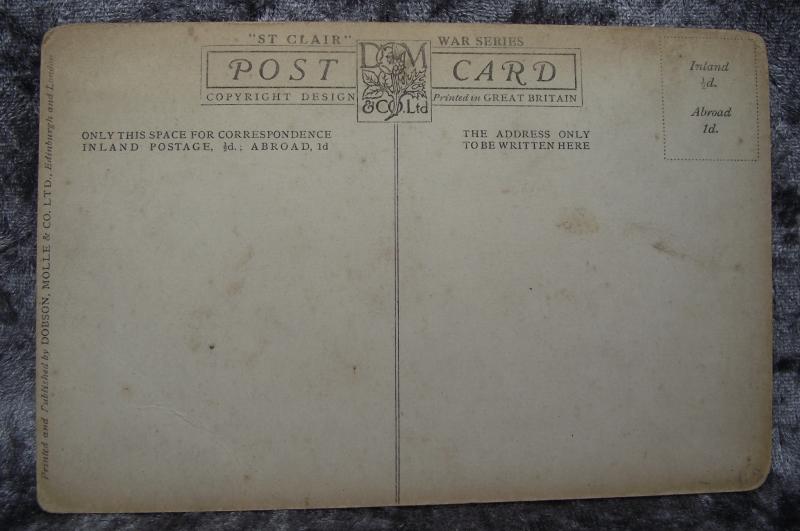 "ST CLAIR" WAR SERIES
POST CARD
COPYRIGHT DESIGN Printed in GREAT BRITAIN
D M
& CO. Ltd
Inland
½d.
Abroad
1d.
ONLY THIS SPACE FOR CORRESPONDENCE
INLAND POSTAGE, ½d.; ABROAD, 1d
THE ADDRESS ONLY
TO BE WRITTEN HERE
Printed and Published by DOBSON, MOLLE & CO. LTD., Edinburgh and London